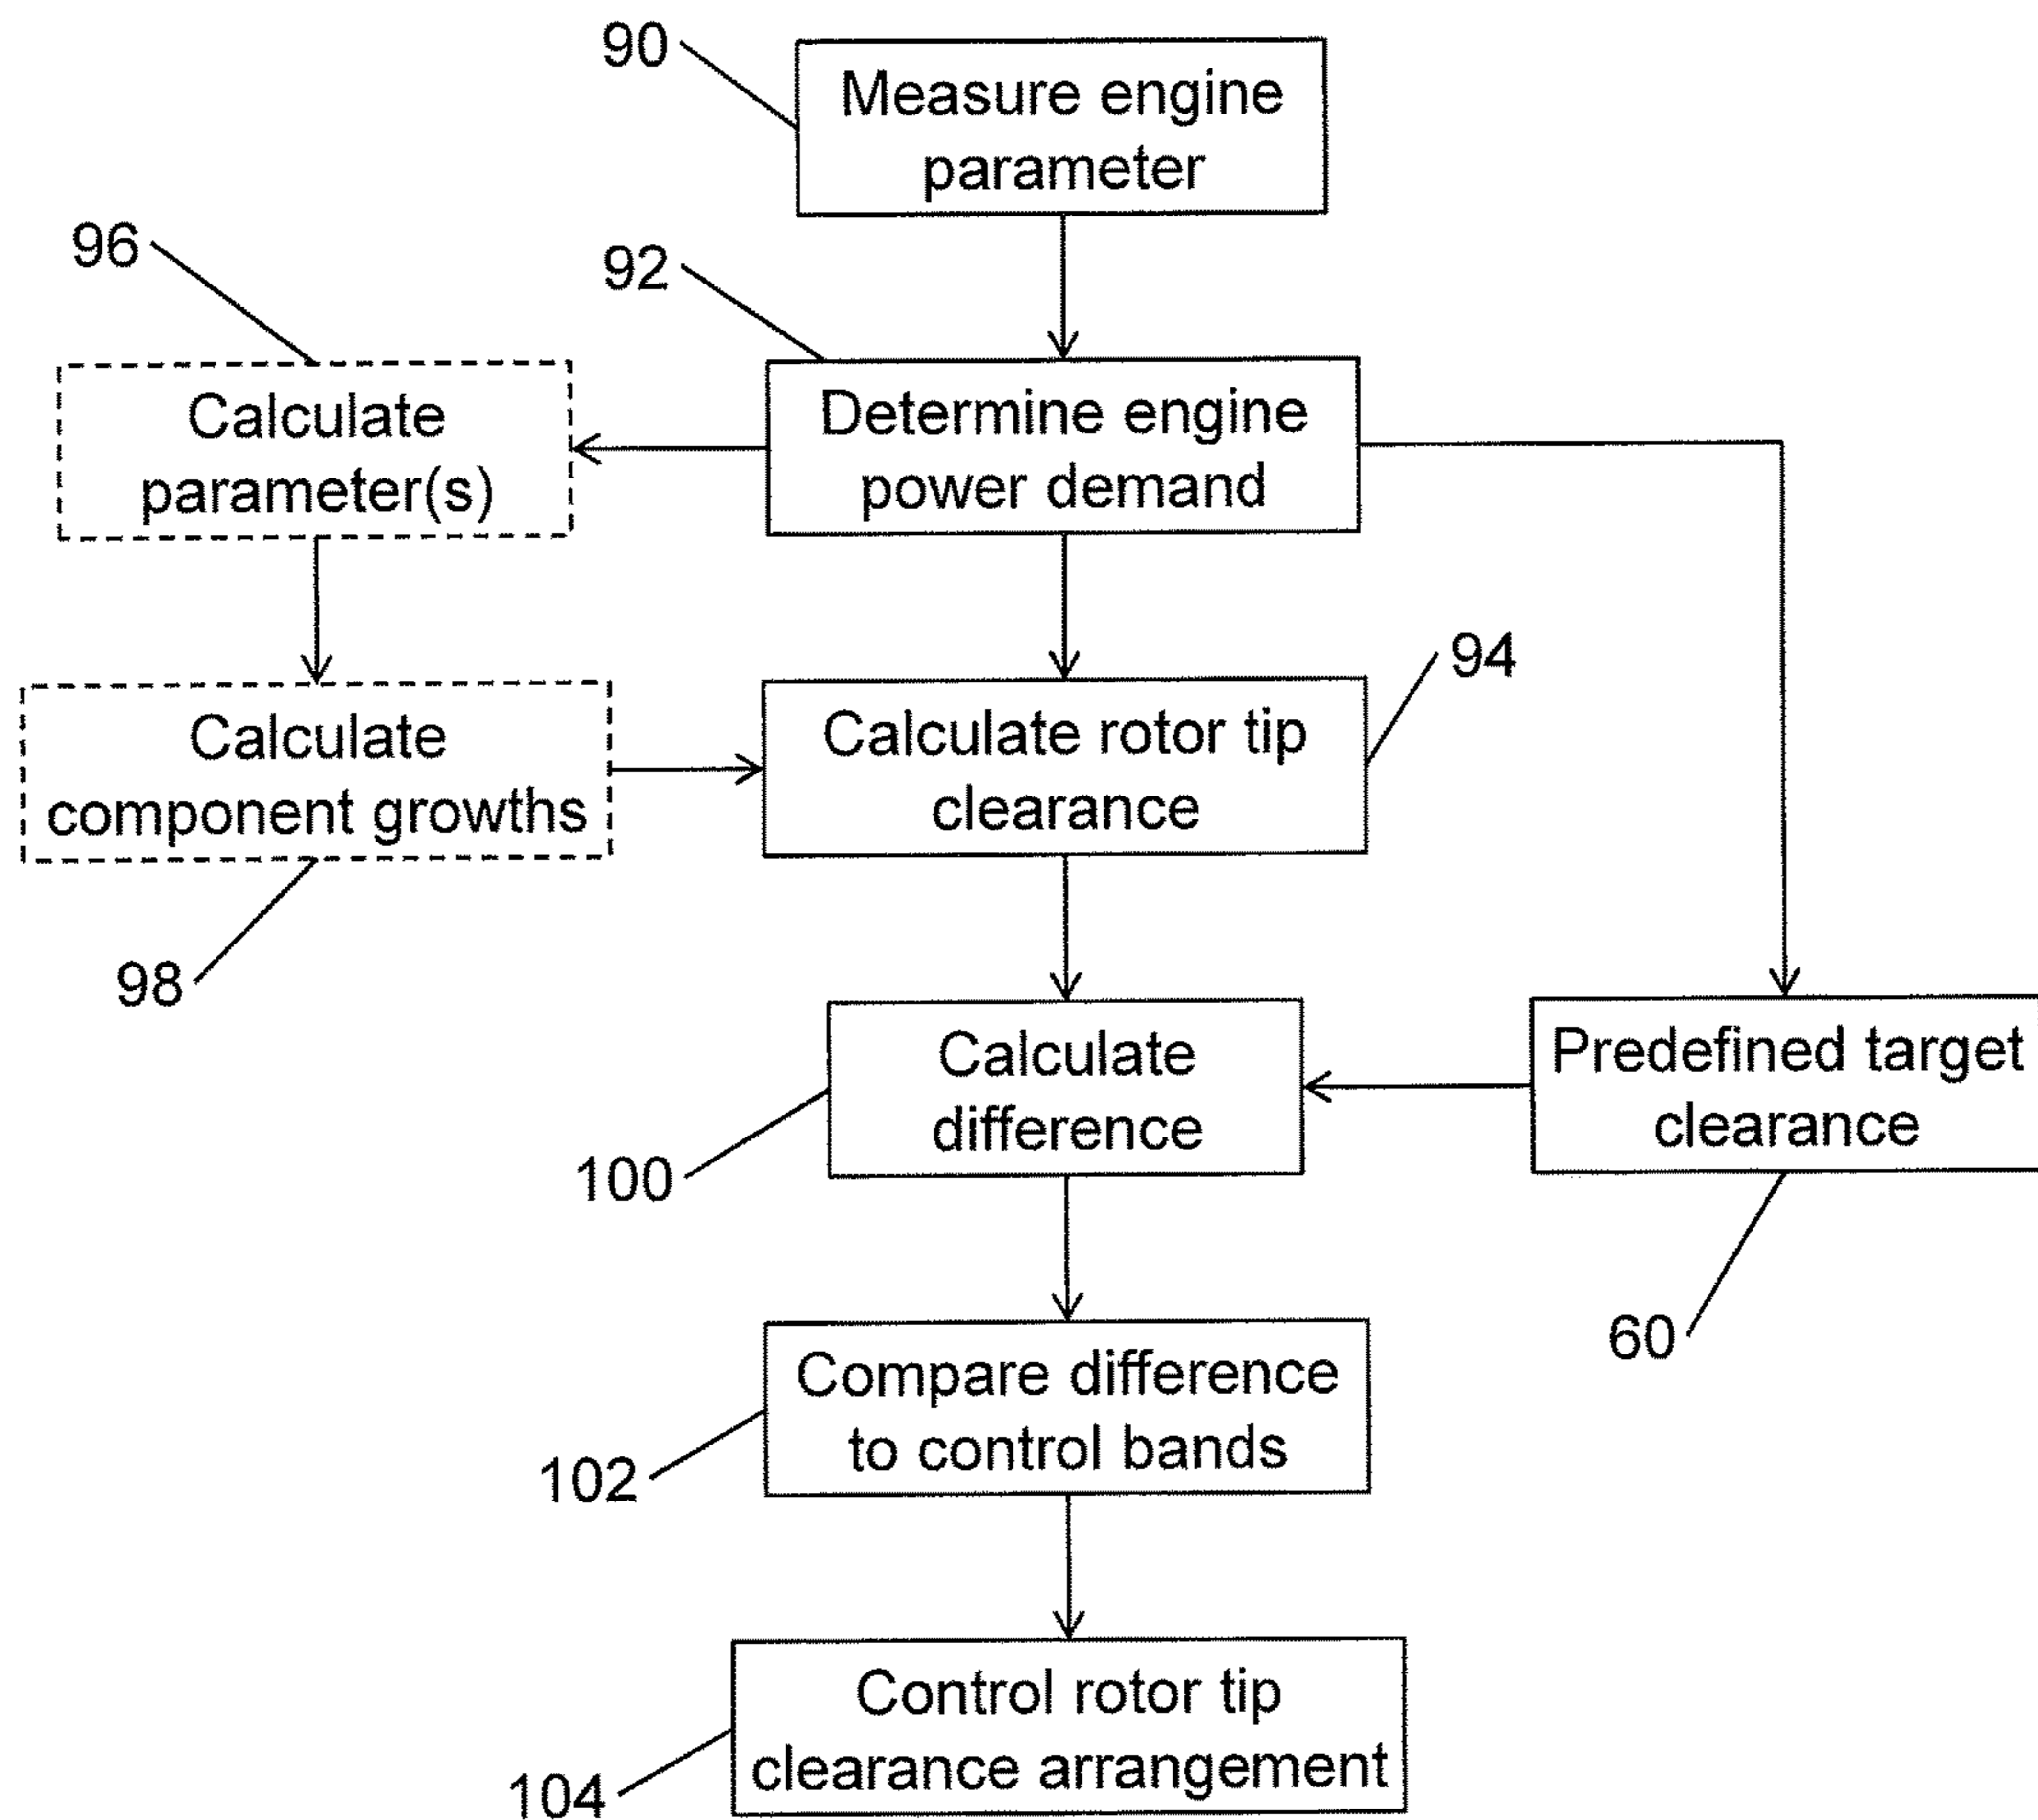 90
Measure engine
parameter
96
92
Calculate
parameter(s)
Determine engine
power demand
94
Calculate
component growths
Calculate rotor tip
clearance
98
Calculate
difference
Predefined target
clearance
100
60
Compare difference
to control bands
102
Control rotor tip
clearance arrangement
104